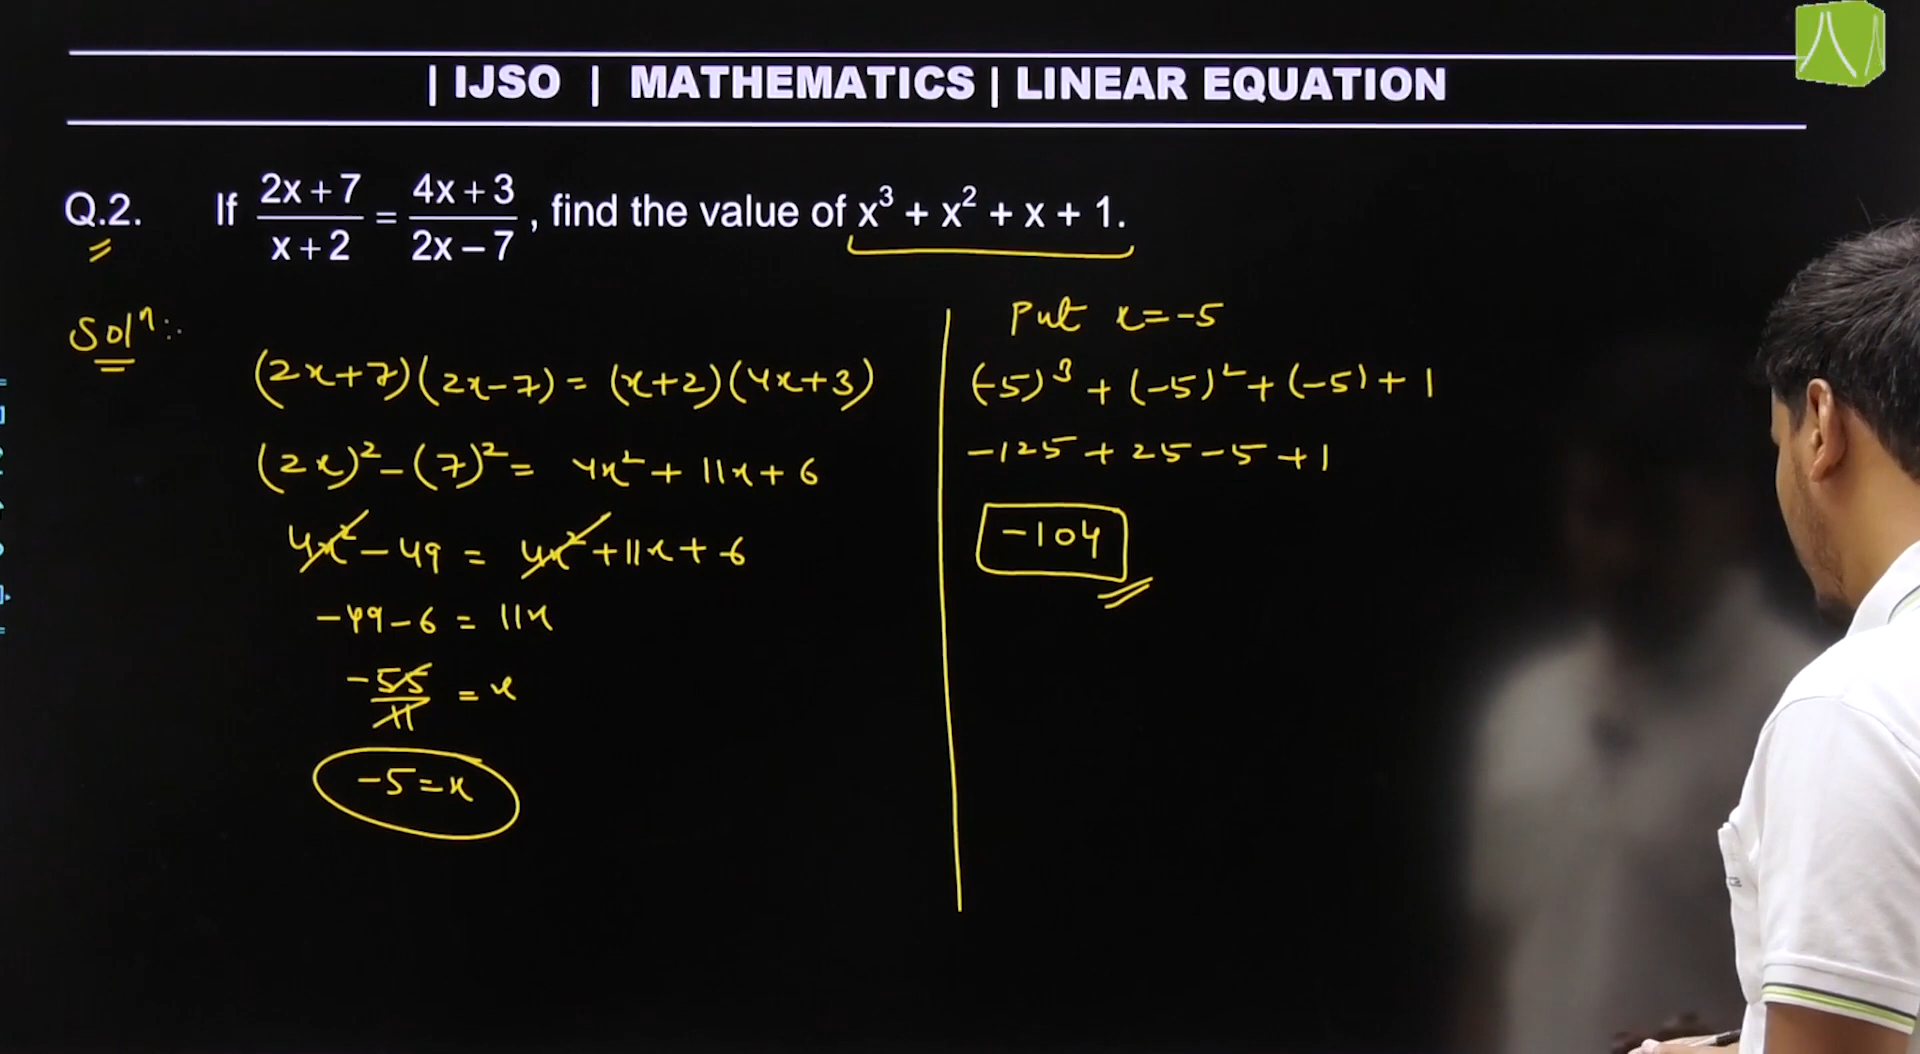 | IJSO | MATHEMATICS | LINEAR EQUATION
Q.2. If (2x+7)/(x+2) = (4x+3)/(2x−7), find the value of x³ + x² + x + 1.
Solⁿ:
(2x+7)(2x−7) = (x+2)(4x+3)
(2x)² − (7)² = 4x² + 11x + 6
4x² − 49 = 4x² + 11x + 6
−49−6 = 11x
−55/11 = x
−5 = x
Put x = −5
(−5)³ + (−5)² + (−5) + 1
−125 + 25 − 5 + 1
−104